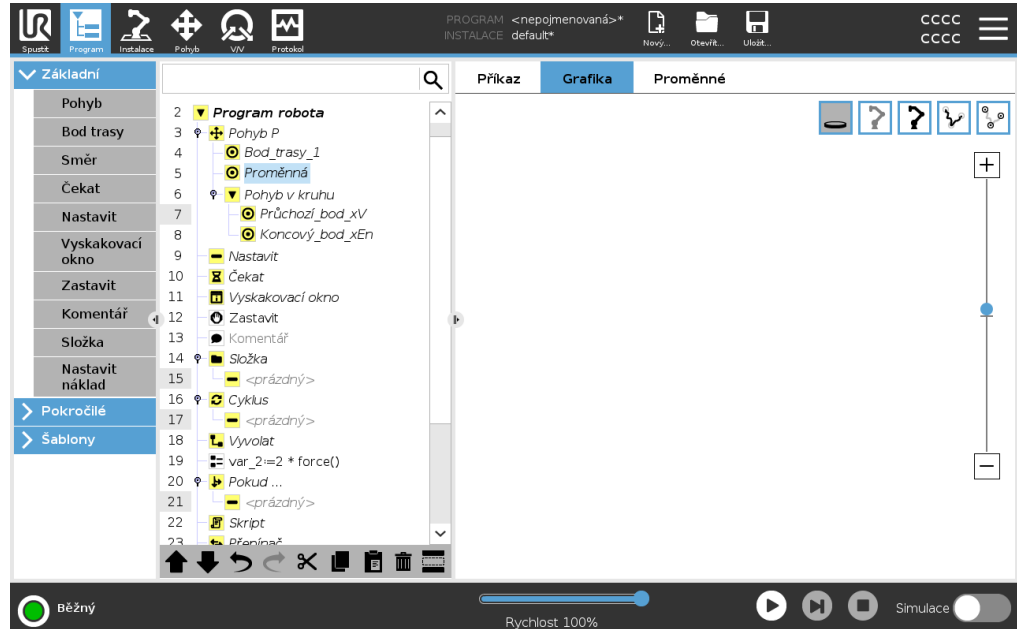 PROGRAM <nepojmenovaná>*
INSTALACE default*
Spustit
Program
Instalace
Pohyb
V/V
Protokol
Nový...
Otevřít...
Uložit...
CCCC
CCCC
Základní
Pohyb
Bod trasy
Směr
Čekat
Nastavit
Vyskakovací
okno
Zastavit
Komentář
Složka
Nastavit
náklad
Pokročilé
Šablony
2 Program robota
3 Pohyb P
4 Bod_trasy_1
5 Proměnná
6 Pohyb v kruhu
7 Průchozí_bod_xV
8 Koncový_bod_xEn
9 Nastavit
10 Čekat
11 Vyskakovací okno
12 Zastavit
13 Komentář
14 Složka
15 <prázdný>
16 Cyklus
17 <prázdný>
18 Vyvolat
19 var_2:=2 * force()
20 Pokud ...
21 <prázdný>
22 Skript
23 Přepínač
Příkaz
Grafika
Proměnné
Běžný
Rychlost 100%
Simulace